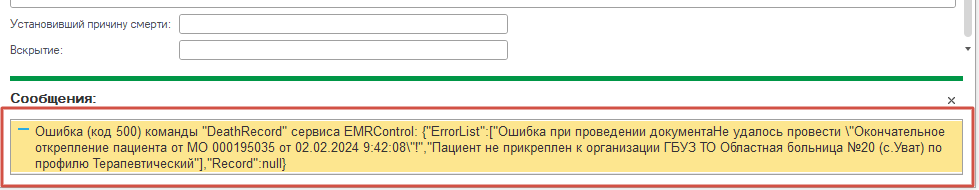 Установивший причину смерти:
Вскрытие:
Сообщения:
Ошибка (код 500) команды "DeathRecord" сервиса EMRControl: {"ErrorList":["Ошибка при проведении документаНе удалось провести \"Окончательное
открепление пациента от МО 000195035 от 02.02.2024 9:42:08\"!","Пациент не прикреплен к организации ГБУЗ ТО Областная больница №20 (с.Уват) по
профилю Терапевтический"],"Record":null}